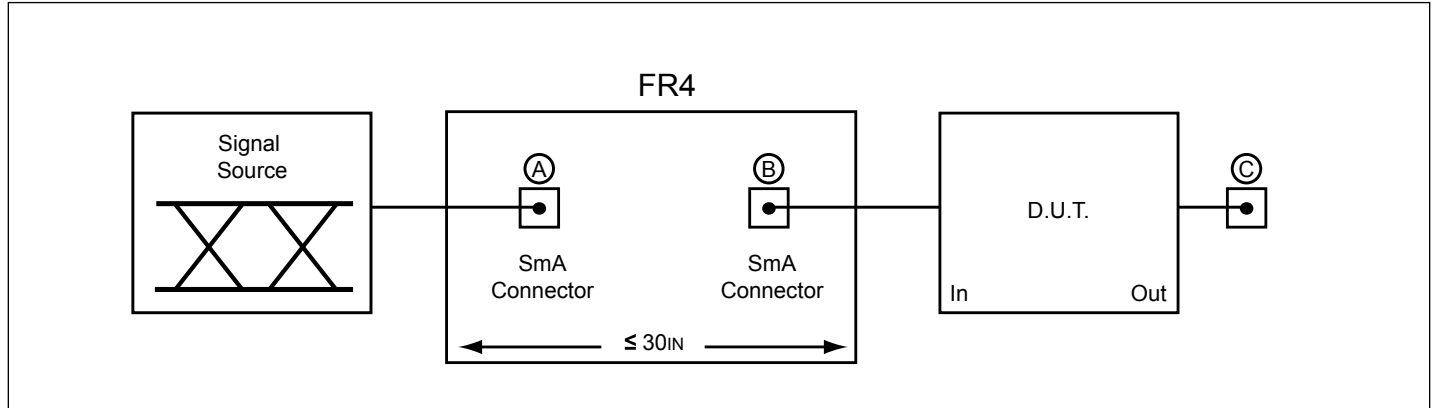 FR4
Signal
Source
A
B
C
D.U.T.
SmA
Connector
SmA
Connector
In
Out
≤ 30IN